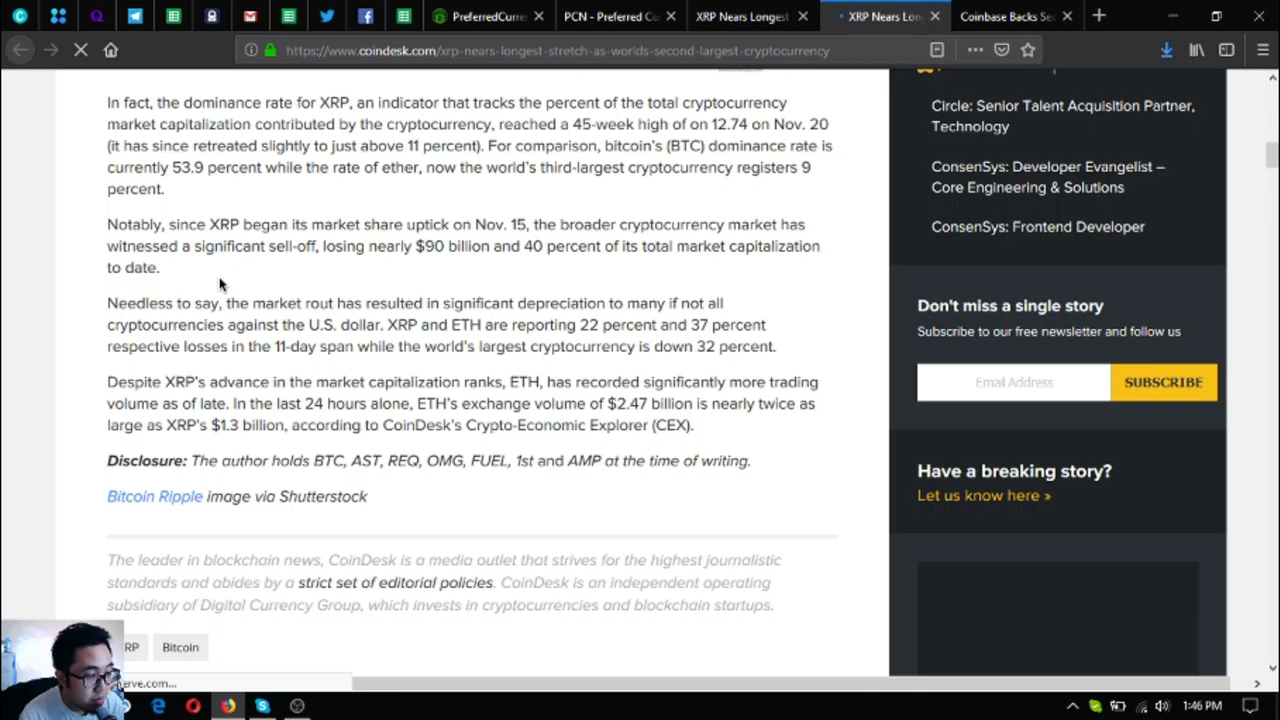 PreferredCurre
PCN - Preferred Cu
XRP Nears Longest
XRP Nears Lon
Coinbase Backs Se
https://www.coindesk.com/xrp-nears-longest-stretch-as-worlds-second-largest-cryptocurrency
In fact, the dominance rate for XRP, an indicator that tracks the percent of the total cryptocurrency
market capitalization contributed by the cryptocurrency, reached a 45-week high of on 12.74 on Nov. 20
(it has since retreated slightly to just above 11 percent). For comparison, bitcoin's (BTC) dominance rate is
currently 53.9 percent while the rate of ether, now the world's third-largest cryptocurrency registers 9
percent.
Notably, since XRP began its market share uptick on Nov. 15, the broader cryptocurrency market has
witnessed a significant sell-off, losing nearly $90 billion and 40 percent of its total market capitalization
to date.
Needless to say, the market rout has resulted in significant depreciation to many if not all
cryptocurrencies against the U.S. dollar. XRP and ETH are reporting 22 percent and 37 percent
respective losses in the 11-day span while the world's largest cryptocurrency is down 32 percent.
Despite XRP's advance in the market capitalization ranks, ETH, has recorded significantly more trading
volume as of late. In the last 24 hours alone, ETH's exchange volume of $2.47 billion is nearly twice as
large as XRP's $1.3 billion, according to CoinDesk's Crypto-Economic Explorer (CEX).
Disclosure: The author holds BTC, AST, REQ, OMG, FUEL, 1st and AMP at the time of writing.
Bitcoin Ripple image via Shutterstock
The leader in blockchain news, CoinDesk is a media outlet that strives for the highest journalistic
standards and abides by a strict set of editorial policies. CoinDesk is an independent operating
subsidiary of Digital Currency Group, which invests in cryptocurrencies and blockchain startups.
RP
Bitcoin
Circle: Senior Talent Acquisition Partner,
Technology
ConsenSys: Developer Evangelist –
Core Engineering & Solutions
ConsenSys: Frontend Developer
Don't miss a single story
Subscribe to our free newsletter and follow us
Email Address
SUBSCRIBE
Have a breaking story?
Let us know here »
erve.com...
1:46 PM